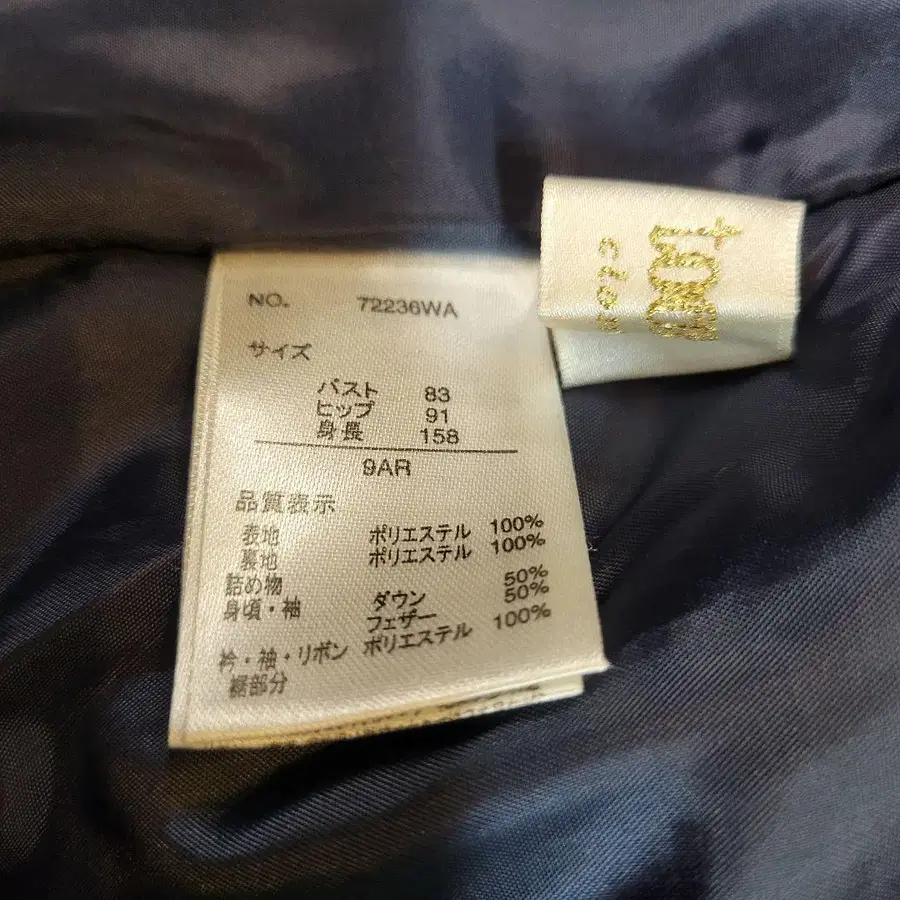 NO. 72236WA
サイズ
バスト 83
ヒップ 91
身長 158
9AR
品質表示
表地 ポリエステル 100%
裏地 ポリエステル 100%
詰め物
身頃・袖 ダウン 50%
フェザー 50%
衿・袖・リボン ポリエステル 100%
裾部分